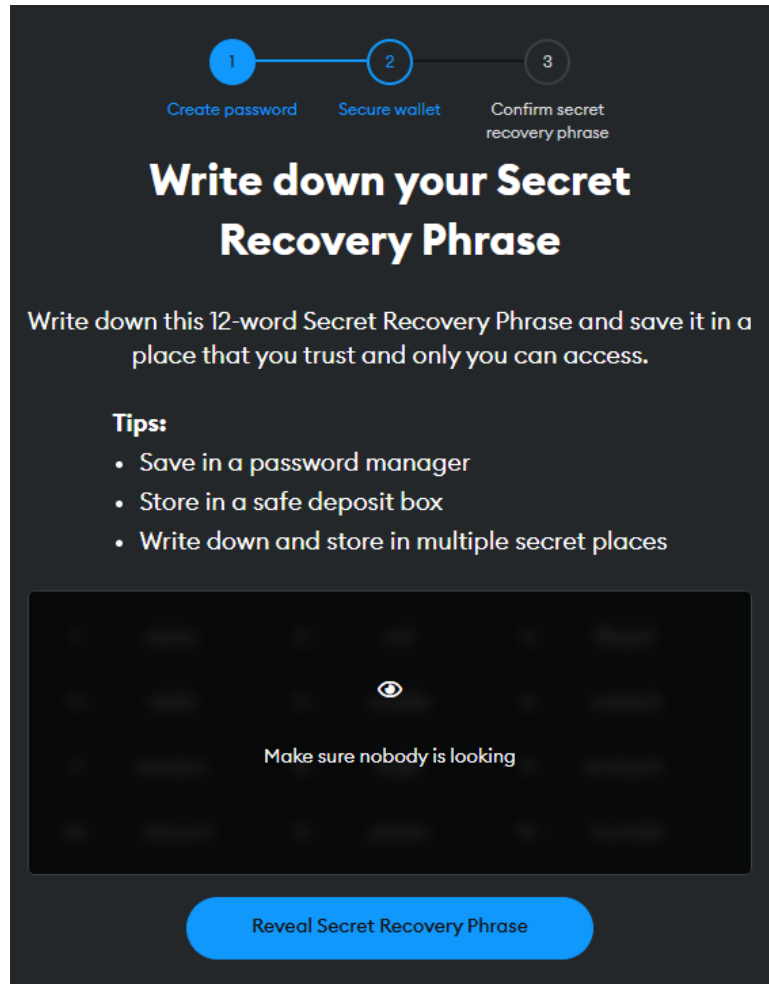 1
2
3
Create password
Secure wallet
Confirm secret
recovery phrase
Write down your Secret
Recovery Phrase
Write down this 12-word Secret Recovery Phrase and save it in a
place that you trust and only you can access.
Tips:
• Save in a password manager
• Store in a safe deposit box
• Write down and store in multiple secret places
Make sure nobody is looking
Reveal Secret Recovery Phrase